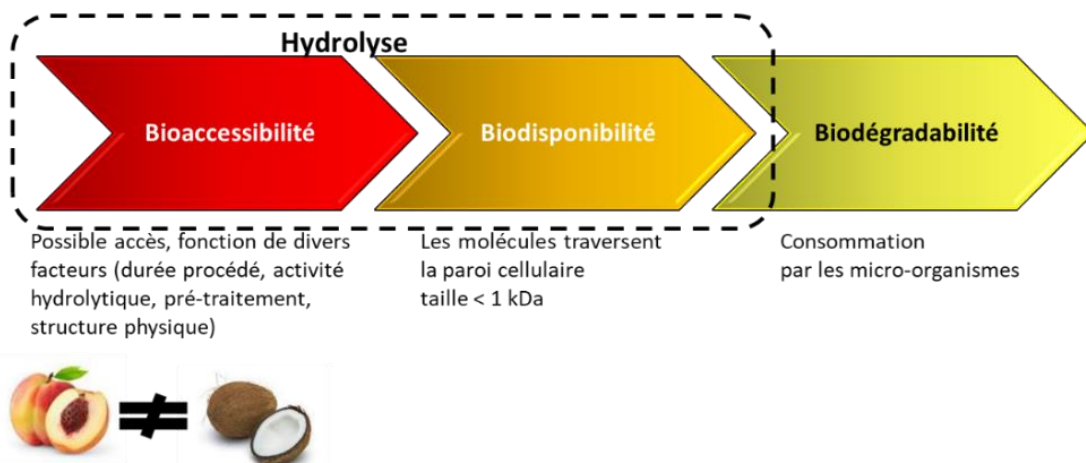 Hydrolyse
Bioaccessibilité
Biodisponibilité
Biodégradabilité
Possible accès, fonction de divers
facteurs (durée procédé, activité
hydrolytique, pré-traitement,
structure physique)
Les molécules traversent
la paroi cellulaire
taille < 1 kDa
Consommation
par les micro-organismes
≠